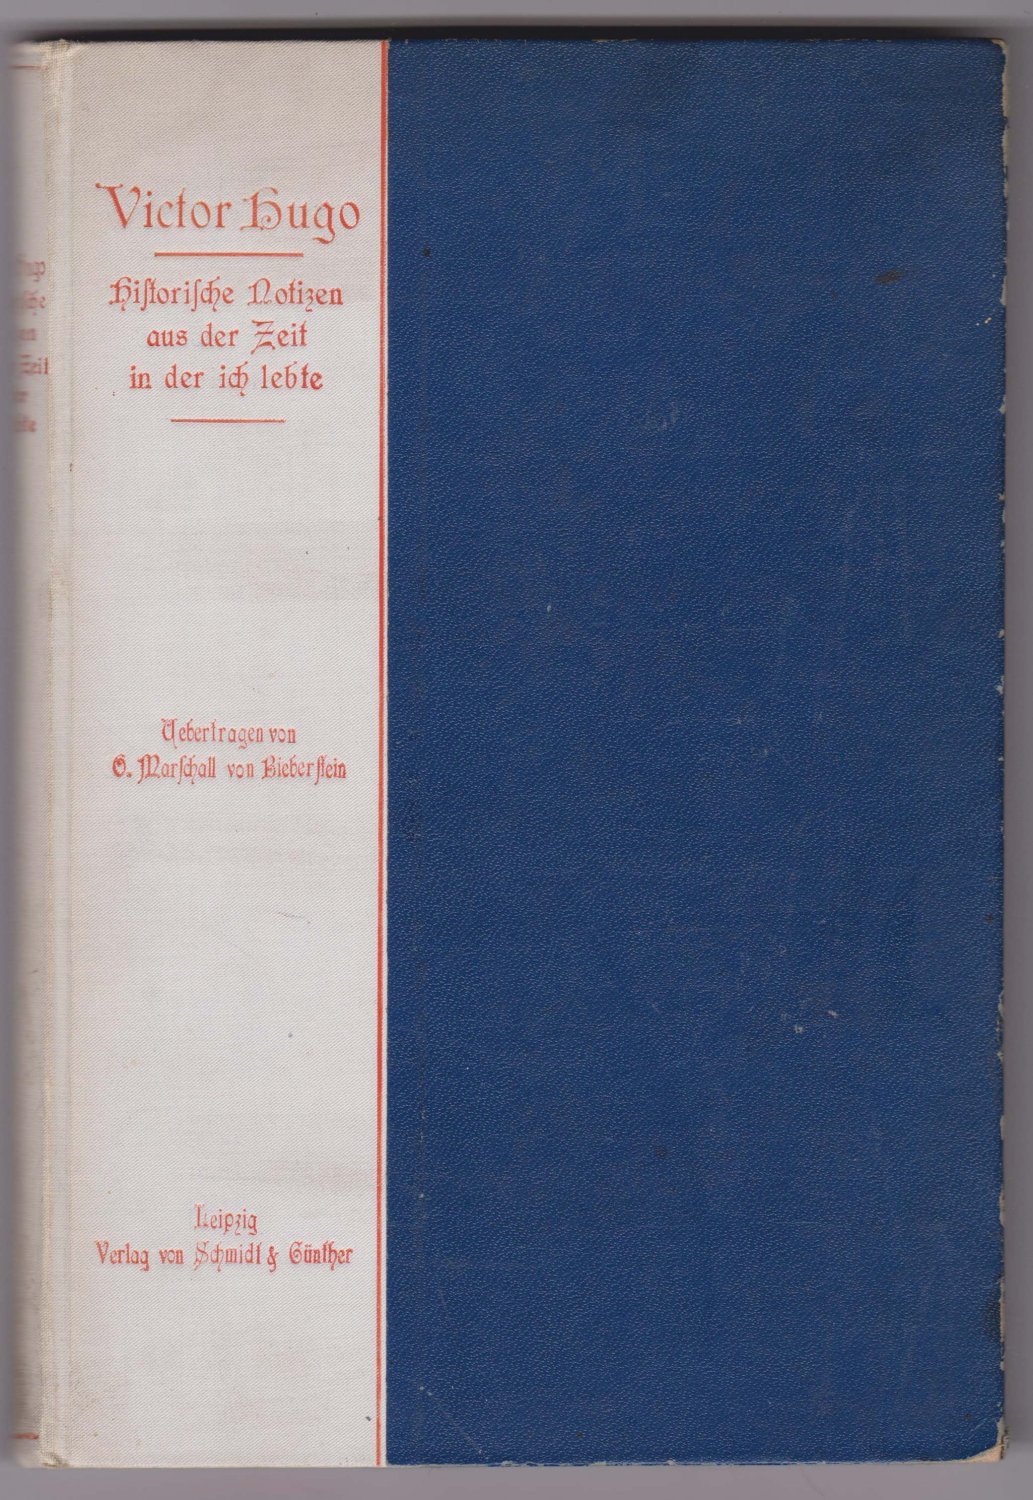 Victor Hugo
Hiſtoriſche Notizen
aus der Zeit
in der ich lebte
Uebertragen von
O. Marſchall von Bieberſtein
Leipzig
Verlag von Schmidt & Günther
Zeit